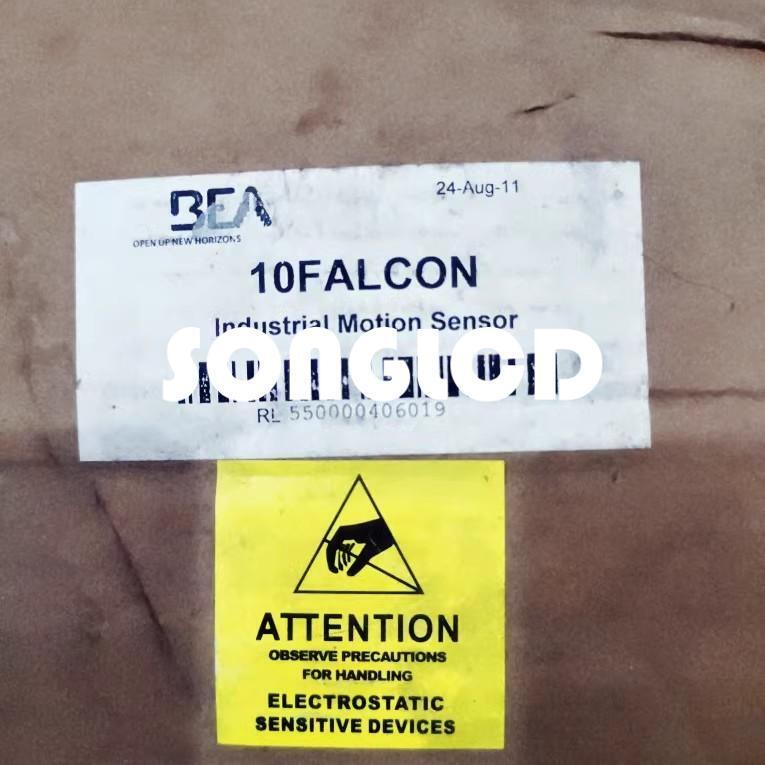 BEA
24-Aug-11
OPEN UP NEW HORIZONS
10FALCON
Industrial Motion Sensor
SONGLCD
RL 550000406019
ATTENTION
OBSERVE PRECAUTIONS
FOR HANDLING
ELECTROSTATIC
SENSITIVE DEVICES